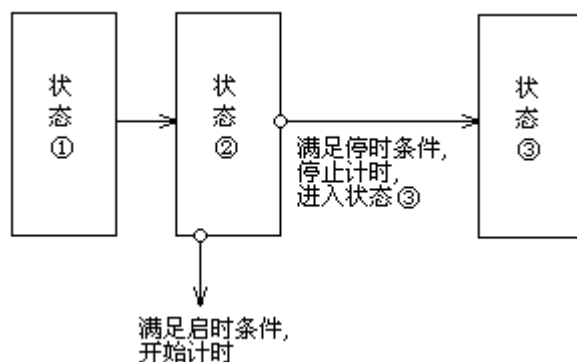 状态①
状态②
状态③
满足停时条件,
停止计时,
进入状态③
满足启时条件,
开始计时